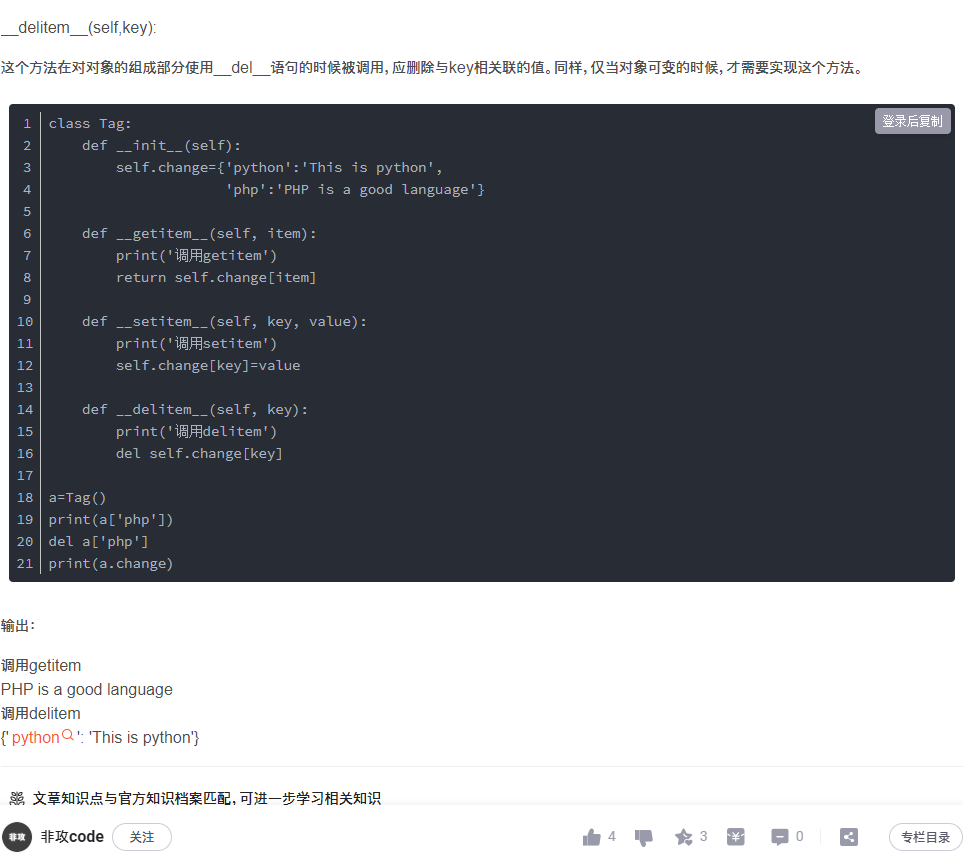 __delitem__(self,key):
这个方法在对对象的组成部分使用__del__语句的时候被调用，应删除与key相关联的值。同样，仅当对象可变的时候，才需要实现这个方法。
登录后复制
1 class Tag:
2     def __init__(self):
3         self.change={'python':'This is python',
4                      'php':'PHP is a good language'}
5
6     def __getitem__(self, item):
7         print('调用getitem')
8         return self.change[item]
9
10     def __setitem__(self, key, value):
11         print('调用setitem')
12         self.change[key]=value
13
14     def __delitem__(self, key):
15         print('调用delitem')
16         del self.change[key]
17
18 a=Tag()
19 print(a['php'])
20 del a['php']
21 print(a.change)
输出：
调用getitem
PHP is a good language
调用delitem
{'python': 'This is python'}
文章知识点与官方知识档案匹配，可进一步学习相关知识
非攻 非攻code 关注 4 3 ¥ 0 专栏目录